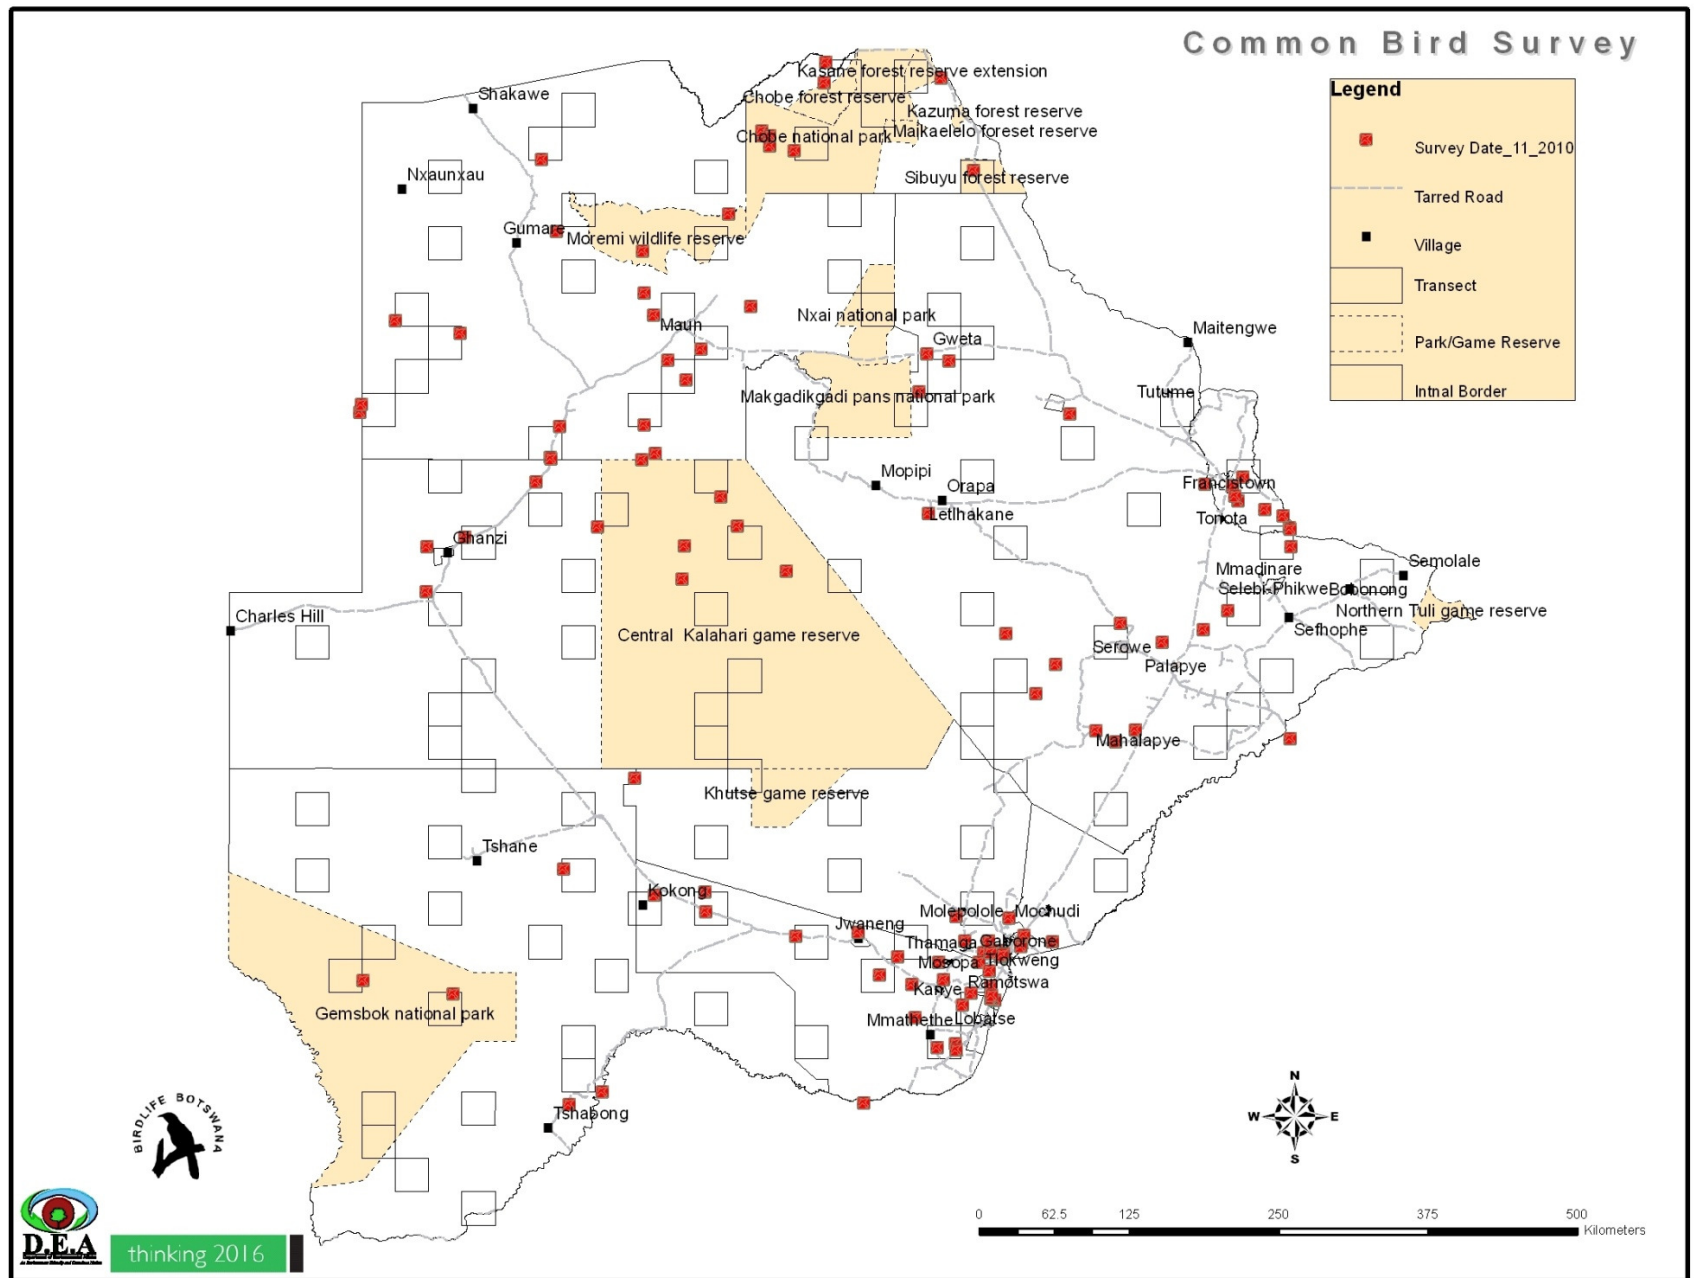 Common Bird Survey
Legend
Survey Date_11_2010
Tarred Road
Village
Transect
Park/Game Reserve
Intnal Border
Kasane forest reserve extension
Chobe forest reserve
Kazuma forest reserve
Chobe national park
Maikaelelo foreset reserve
Sibuyu forest reserve
Shakawe
Nxaunxau
Gumare
Moremi wildlife reserve
Nxai national park
Maun
Gweta
Maitengwe
Makgadikgadi pans national park
Tutume
Mopipi
Orapa
Letlhakane
Francistown
Tonota
Ghanzi
Mmadinare
Semolale
Selebi-Phikwe
Bobonong
Northern Tuli game reserve
Sefhophe
Charles Hill
Central Kalahari game reserve
Serowe
Palapye
Mahalapye
Khutse game reserve
Tshane
Kokong
Jwaneng
Molepolole
Mochudi
Thamaga
Gaborone
Mosopa
Tlokweng
Kanye
Ramotswa
Mmathethe
Lobatse
Gemsbok national park
Tshabong
BIRDLIFE BOTSWANA
D.E.A
thinking 2016
N
W
E
S
0 62.5 125 250 375 500
Kilometers